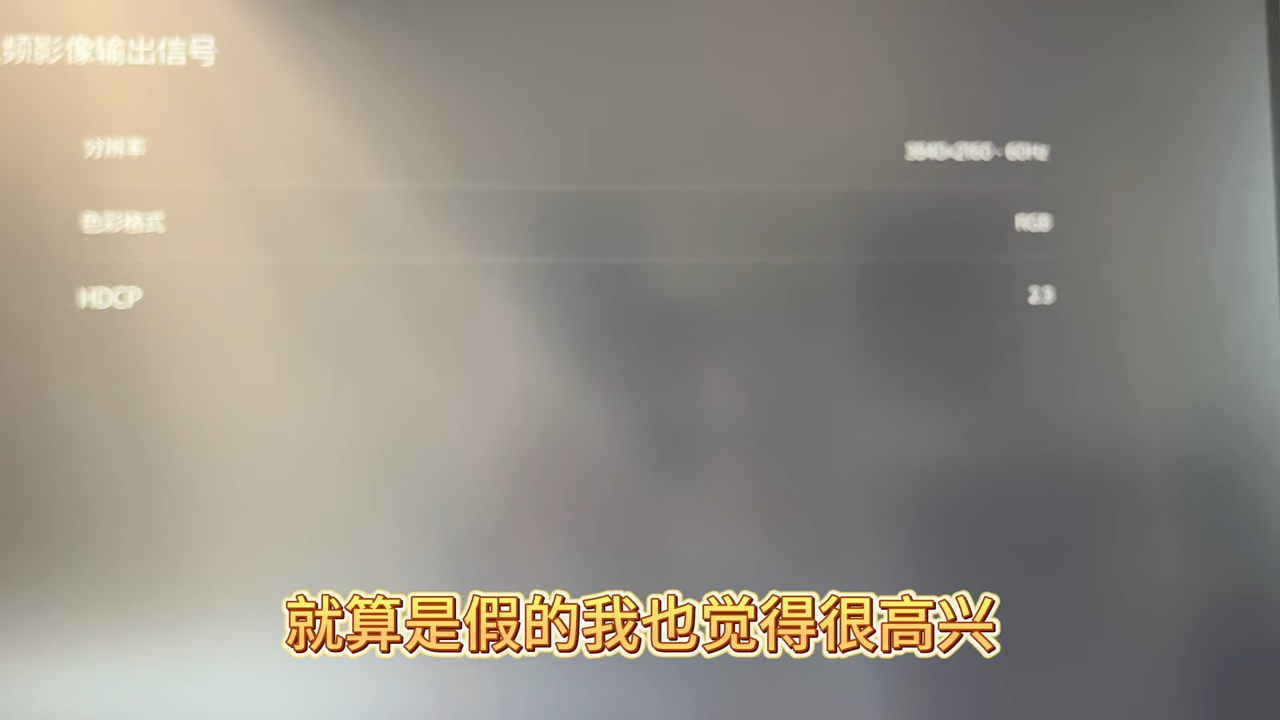 频影像输出信号
分辨率 3840×2160 - 60Hz
色彩格式 RGB
HDCP 2.3
就算是假的我也觉得很高兴